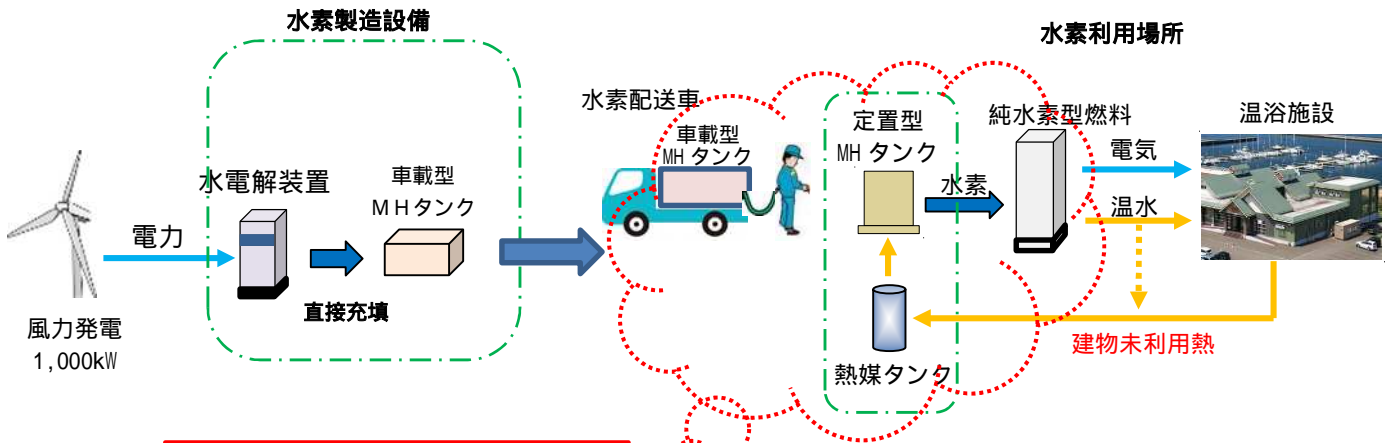 水素製造設備
水素利用場所
水素配送車
車載型
MH タンク
定置型
MH タンク
純水素型燃料
温浴施設
水電解装置
車載型
MHタンク
電力
水素
電気
温水
直接充填
風力発電
1,000kW
熱媒タンク
建物未利用熱